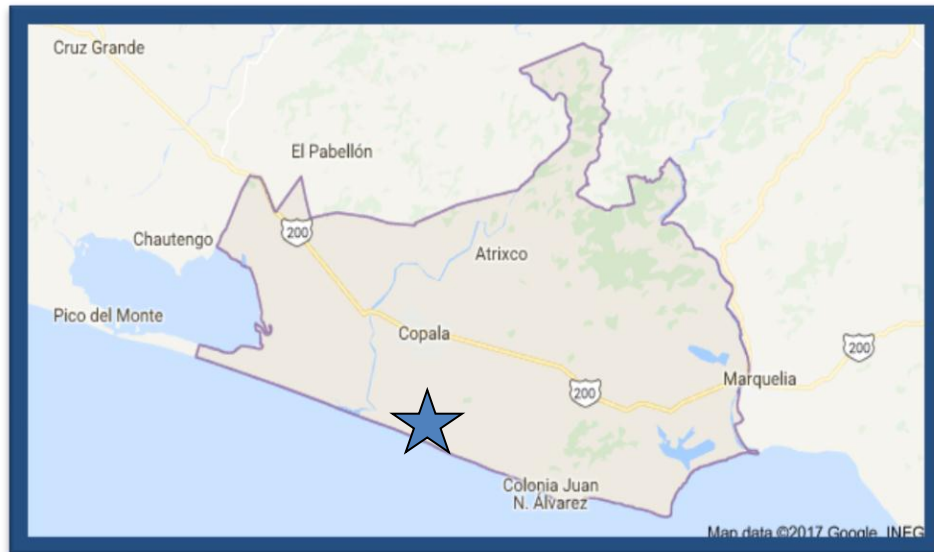 Cruz Grande
El Pabellón
200
Chautengo
Atrixco
Pico del Monte
Copala
200
Marquelia
200
Colonia Juan
N. Álvarez
Map data ©2017 Google, INEG